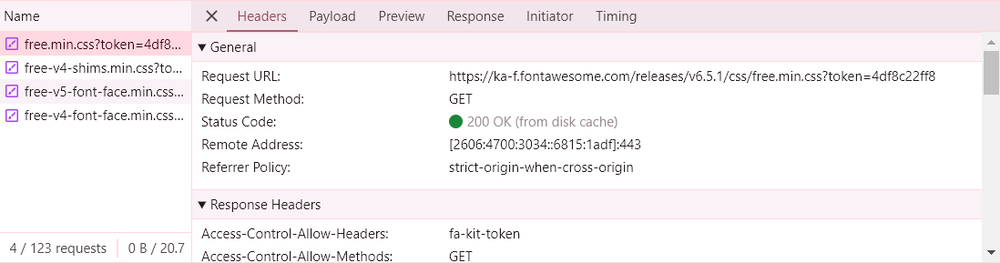 Name
Headers Payload Preview Response Initiator Timing
free.min.css?token=4df8...
free-v4-shims.min.css?to...
free-v5-font-face.min.css...
free-v4-font-face.min.css...
4 / 123 requests 0 B / 20.7
General
Request URL: https://ka-f.fontawesome.com/releases/v6.5.1/css/free.min.css?token=4df8c22ff8
Request Method: GET
Status Code: 200 OK (from disk cache)
Remote Address: [2606:4700:3034::6815:1adf]:443
Referrer Policy: strict-origin-when-cross-origin
Response Headers
Access-Control-Allow-Headers: fa-kit-token
Access-Control-Allow-Methods: GET